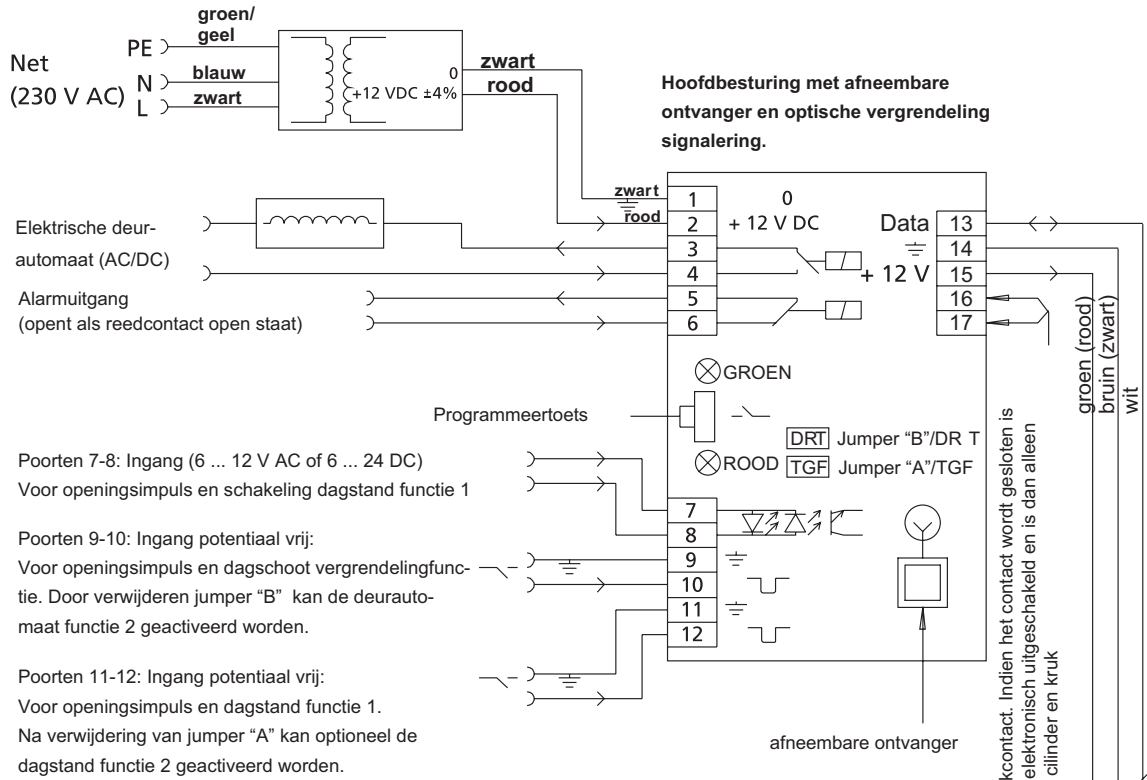 groen/
geel
PE
Net
(230 V AC)
N
blauw
L
zwart
0
+12 VDC ±4%
zwart
rood
Hoofdbesturing met afneembare
ontvanger en optische vergrendeling
signalering.
zwart
rood
1
2
3
4
5
6
0
+ 12 V DC
Data
+ 12 V
13
14
15
16
17
Elektrische deur-
automaat (AC/DC)
Alarmuitgang
(opent als reedcontact open staat)
GROEN
Programmeertoets
DRT Jumper “B”/DR T
ROOD
TGF Jumper “A”/TGF
Poorten 7-8: Ingang (6 ... 12 V AC of 6 ... 24 DC)
Voor openingsimpuls en schakeling dagstand functie 1
Poorten 9-10: Ingang potentiaal vrij:
Voor openingsimpuls en dagschoot vergrendelingfunc-
tie. Door verwijderen jumper “B” kan de deurauto-
maat functie 2 geactiveerd worden.
Poorten 11-12: Ingang potentiaal vrij:
Voor openingsimpuls en dagstand functie 1.
Na verwijdering van jumper “A” kan optioneel de
dagstand functie 2 geactiveerd worden.
7
8
9
10
11
12
afneembare ontvanger
kcontact. Indien het contact wordt gesloten is
elektronisch uitgeschakeld en is dan alleen
cilinder en kruk
groen (rood)
bruin (zwart)
wit